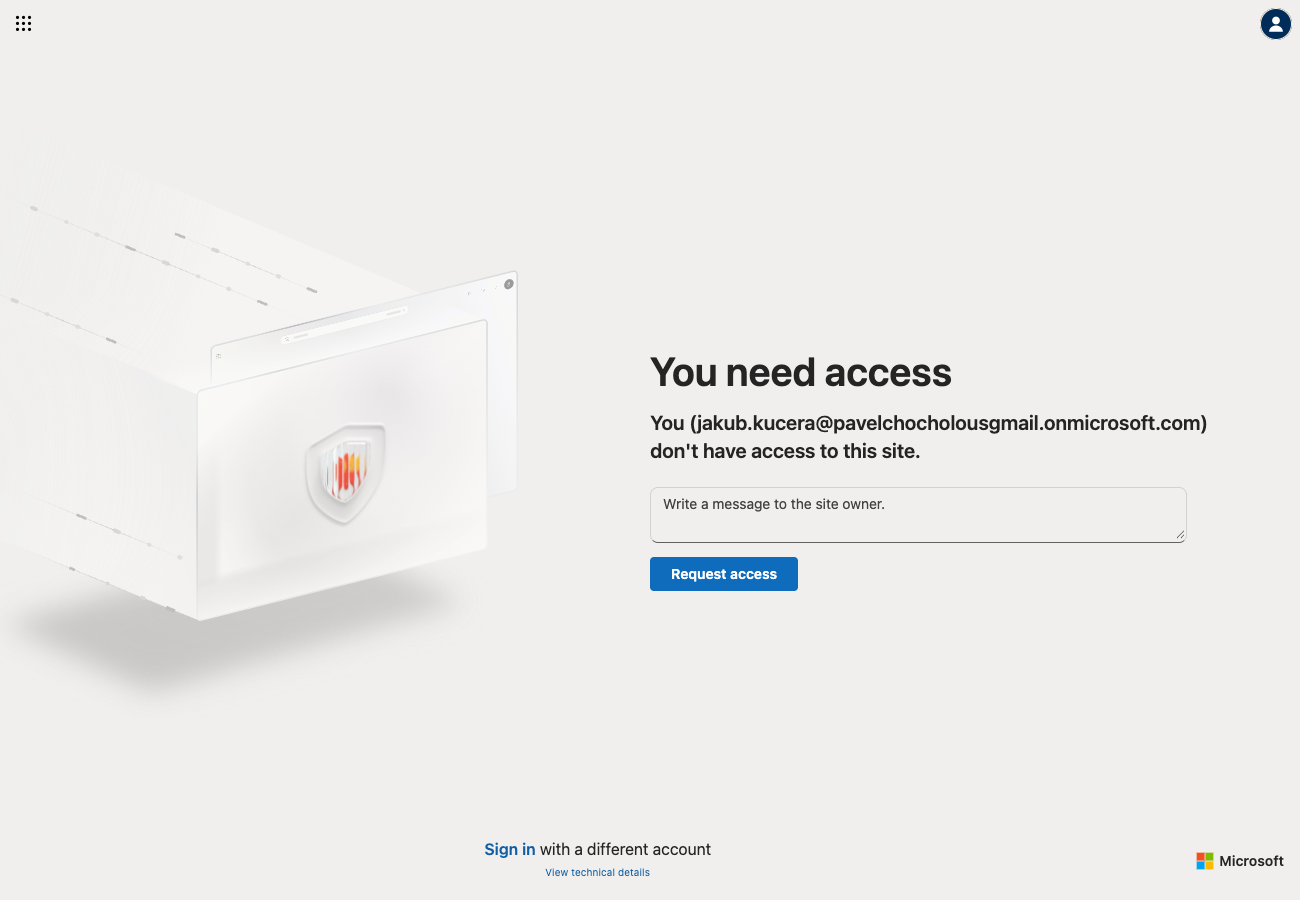 You need access
You (jakub.kucera@pavelchocholousgmail.onmicrosoft.com)
don't have access to this site.
Write a message to the site owner.
Request access
Sign in with a different account
View technical details
Microsoft